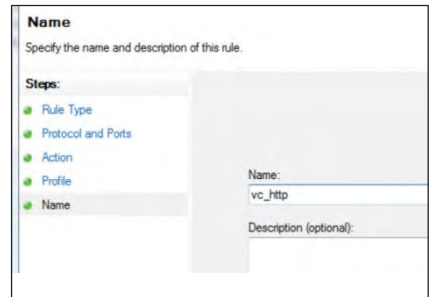 Name
Specify the name and description of this rule.
Steps:
Rule Type
Protocol and Ports
Action
Profile
Name
Name:
vc_http
Description (optional):